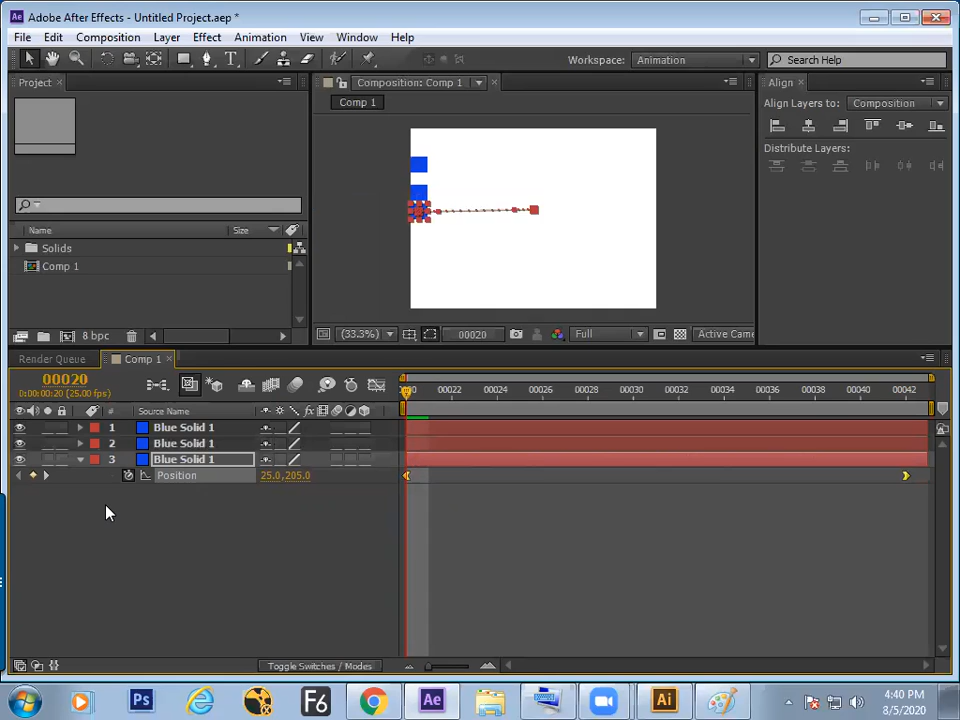 Adobe After Effects - Untitled Project.aep *
File Edit Composition Layer Effect Animation View Window Help
Workspace: Animation Search Help
Project Composition: Comp 1 Align
Comp 1 Align Layers to: Composition
Distribute Layers:
Name Size
Solids
Comp 1
8 bpc (33.3%) 00020 Full Active Came
Render Queue Comp 1
00020
0:00:00:20 (25.00 fps)
00022 00024 00026 00028 00030 00032 00034 00036 00038 00040 00042
# Source Name
1 Blue Solid 1
2 Blue Solid 1
3 Blue Solid 1
Position 25.0,205.0
Toggle Switches / Modes
Ps F6 Ae Ai
4:40 PM
8/5/2020